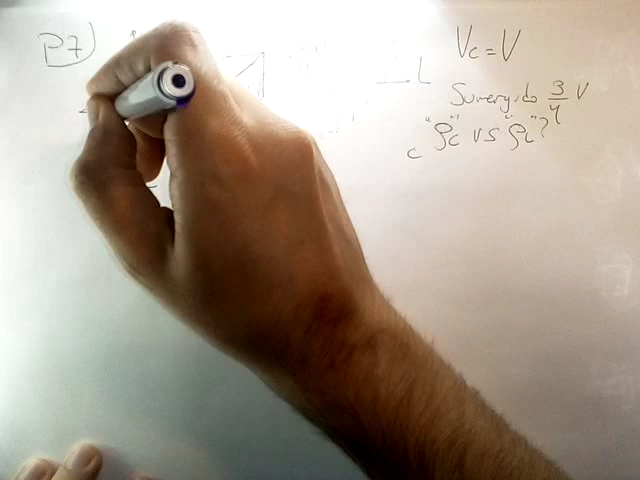 P7)
L
Vc = V
Sumergido 3/4 V
¿ "ρc" vs "ρL"?